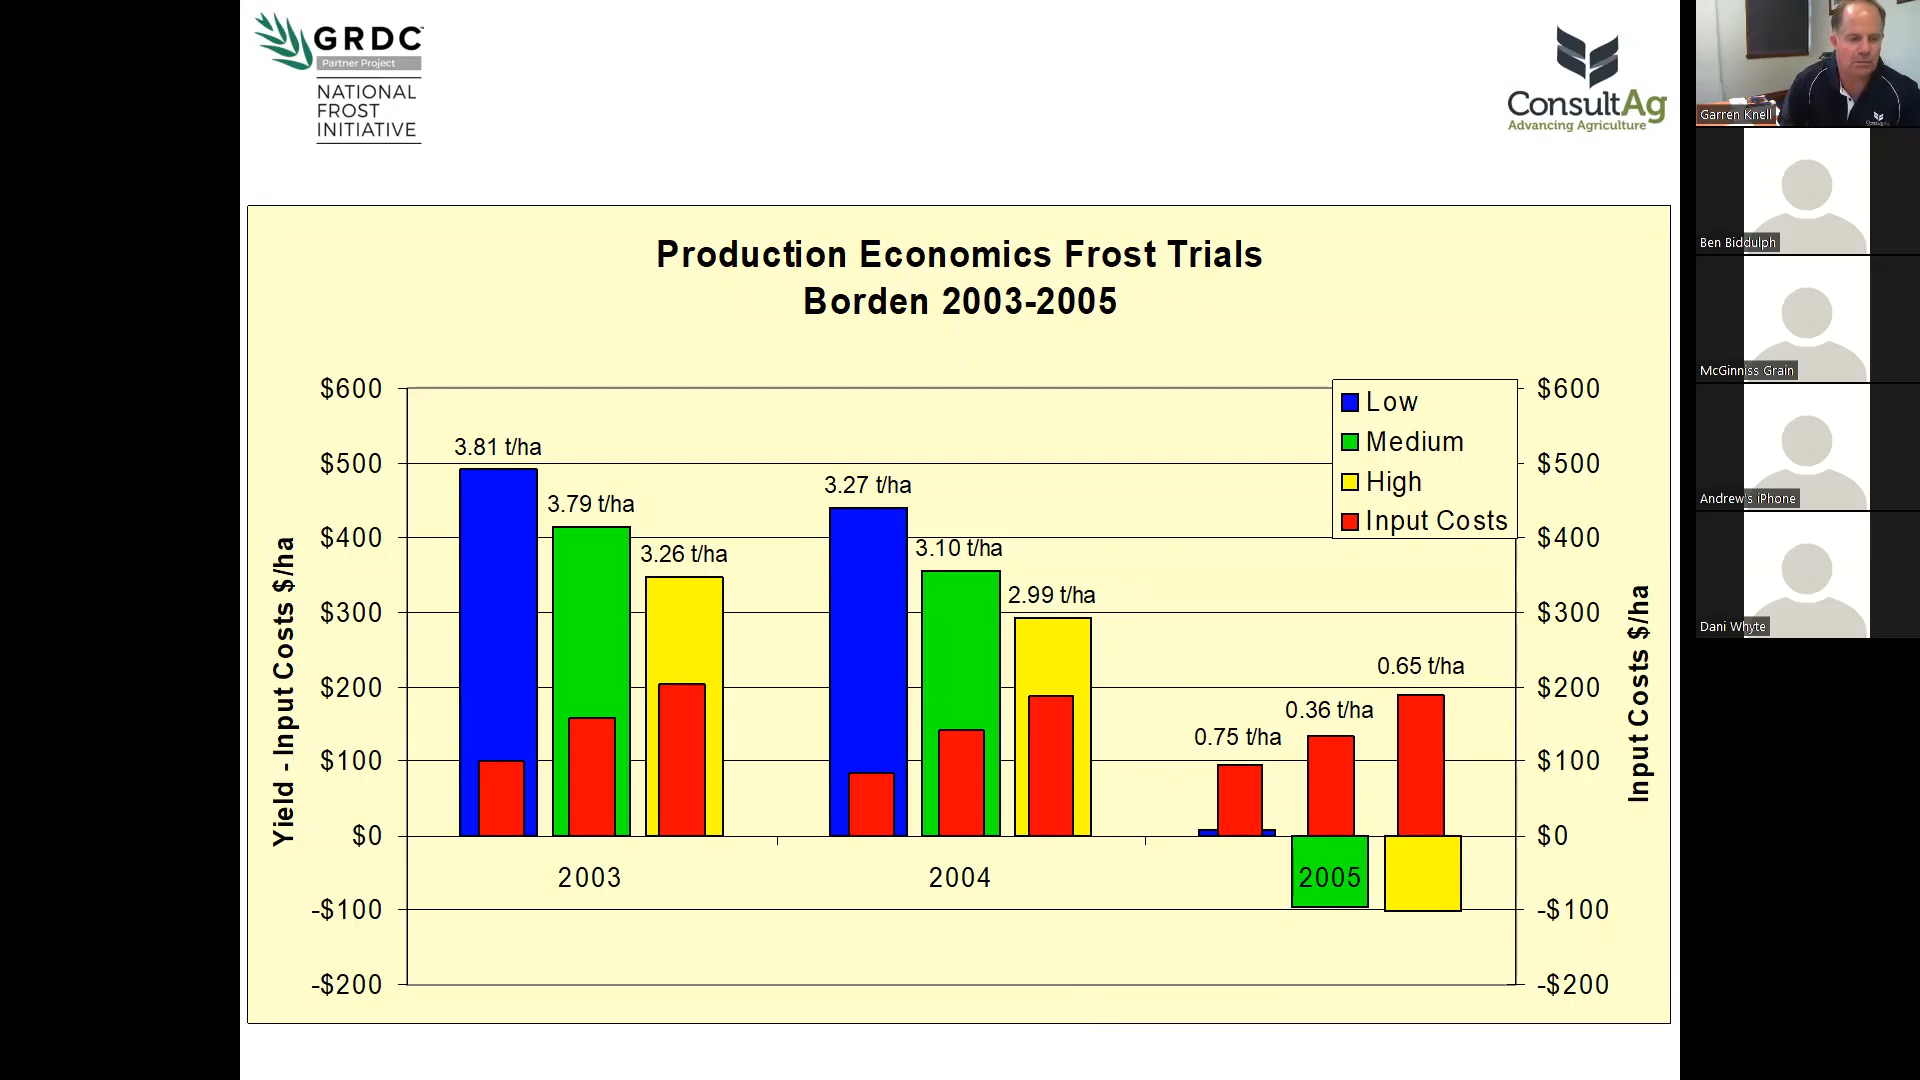 GRDC
Partner Project
NATIONAL
FROST
INITIATIVE
ConsultAg
Advancing Agriculture
Production Economics Frost Trials
Borden 2003-2005
Yield - Input Costs $/ha
$600
$500
$400
$300
$200
$100
$0
-$100
-$200
3.81 t/ha
3.79 t/ha
3.26 t/ha
3.27 t/ha
3.10 t/ha
2.99 t/ha
0.75 t/ha
0.36 t/ha
0.65 t/ha
2003
2004
2005
Low
Medium
High
Input Costs
$600
$500
$400
$300
$200
$100
$0
-$100
-$200
Input Costs $/ha
Garren Knell
ConsultAg
Ben Biddulph
McGinniss Grain
Andrew's iPhone
Dani Whyte